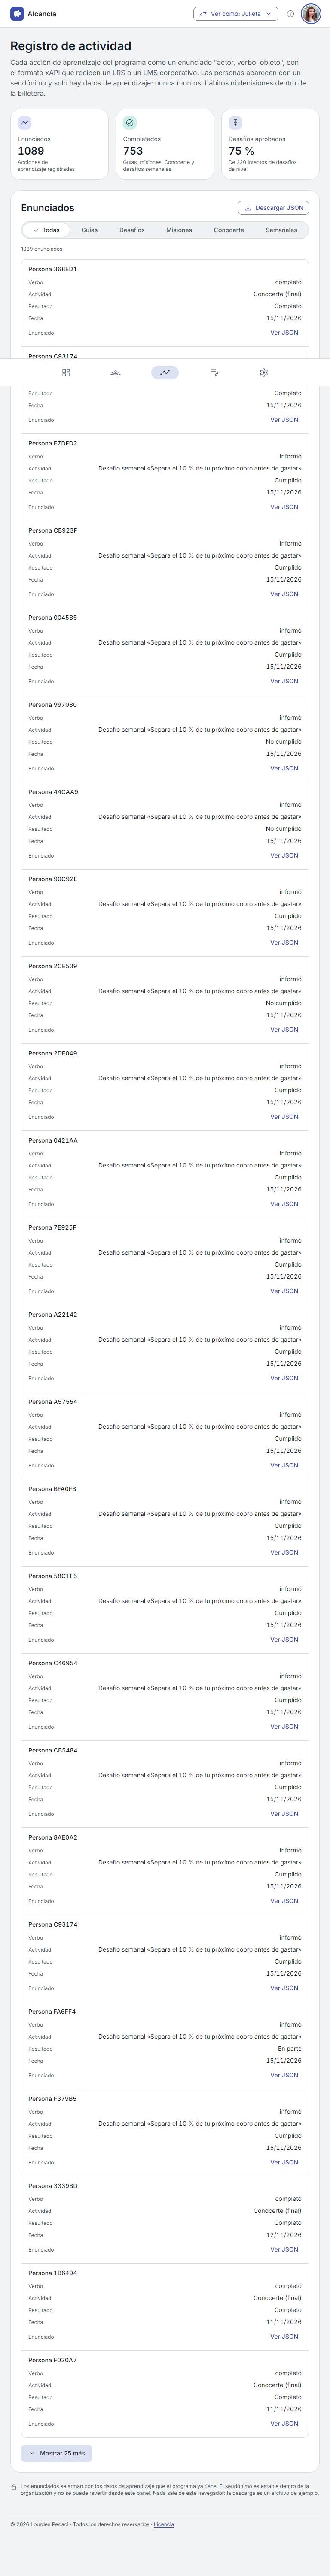 Alcancía
Ver como: Julieta
Registro de actividad
Cada acción de aprendizaje del programa como un enunciado "actor, verbo, objeto", con
el formato xAPI que reciben un LRS o un LMS corporativo. Las personas aparecen con un
seudónimo y solo hay datos de aprendizaje: nunca montos, hábitos ni decisiones dentro de
la billetera.
Enunciados
1089
Acciones de
aprendizaje registradas
Completados
753
Guías, misiones, Conocerte y
desafíos semanales
Desafíos aprobados
75 %
De 220 intentos de desafíos
de nivel
Enunciados
Descargar JSON
Todas
Guías
Desafíos
Misiones
Conocerte
Semanales
1089 enunciados
Persona 368ED1
Verbo
completó
Actividad
Conocerte (final)
Resultado
Completo
Fecha
15/11/2026
Enunciado
Ver JSON
Persona C93174
Resultado
Completo
Fecha
15/11/2026
Enunciado
Ver JSON
Persona E7DFD2
Verbo
informó
Actividad
Desafío semanal «Separa el 10 % de tu próximo cobro antes de gastar»
Resultado
Cumplido
Fecha
15/11/2026
Enunciado
Ver JSON
Persona CB923F
Verbo
informó
Actividad
Desafío semanal «Separa el 10 % de tu próximo cobro antes de gastar»
Resultado
Cumplido
Fecha
15/11/2026
Enunciado
Ver JSON
Persona 0045B5
Verbo
informó
Actividad
Desafío semanal «Separa el 10 % de tu próximo cobro antes de gastar»
Resultado
Cumplido
Fecha
15/11/2026
Enunciado
Ver JSON
Persona 997080
Verbo
informó
Actividad
Desafío semanal «Separa el 10 % de tu próximo cobro antes de gastar»
Resultado
No cumplido
Fecha
15/11/2026
Enunciado
Ver JSON
Persona 44CAA9
Verbo
informó
Actividad
Desafío semanal «Separa el 10 % de tu próximo cobro antes de gastar»
Resultado
No cumplido
Fecha
15/11/2026
Enunciado
Ver JSON
Persona 90C92E
Verbo
informó
Actividad
Desafío semanal «Separa el 10 % de tu próximo cobro antes de gastar»
Resultado
Cumplido
Fecha
15/11/2026
Enunciado
Ver JSON
Persona 2CE539
Verbo
informó
Actividad
Desafío semanal «Separa el 10 % de tu próximo cobro antes de gastar»
Resultado
No cumplido
Fecha
15/11/2026
Enunciado
Ver JSON
Persona 2DE049
Verbo
informó
Actividad
Desafío semanal «Separa el 10 % de tu próximo cobro antes de gastar»
Resultado
Cumplido
Fecha
15/11/2026
Enunciado
Ver JSON
Persona 0421AA
Verbo
informó
Actividad
Desafío semanal «Separa el 10 % de tu próximo cobro antes de gastar»
Resultado
Cumplido
Fecha
15/11/2026
Enunciado
Ver JSON
Persona 7E925F
Verbo
informó
Actividad
Desafío semanal «Separa el 10 % de tu próximo cobro antes de gastar»
Resultado
Cumplido
Fecha
15/11/2026
Enunciado
Ver JSON
Persona A22142
Verbo
informó
Actividad
Desafío semanal «Separa el 10 % de tu próximo cobro antes de gastar»
Resultado
Cumplido
Fecha
15/11/2026
Enunciado
Ver JSON
Persona A57554
Verbo
informó
Actividad
Desafío semanal «Separa el 10 % de tu próximo cobro antes de gastar»
Resultado
Cumplido
Fecha
15/11/2026
Enunciado
Ver JSON
Persona BFA0FB
Verbo
informó
Actividad
Desafío semanal «Separa el 10 % de tu próximo cobro antes de gastar»
Resultado
Cumplido
Fecha
15/11/2026
Enunciado
Ver JSON
Persona 58C1F5
Verbo
informó
Actividad
Desafío semanal «Separa el 10 % de tu próximo cobro antes de gastar»
Resultado
Cumplido
Fecha
15/11/2026
Enunciado
Ver JSON
Persona C46954
Verbo
informó
Actividad
Desafío semanal «Separa el 10 % de tu próximo cobro antes de gastar»
Resultado
Cumplido
Fecha
15/11/2026
Enunciado
Ver JSON
Persona CB5484
Verbo
informó
Actividad
Desafío semanal «Separa el 10 % de tu próximo cobro antes de gastar»
Resultado
Cumplido
Fecha
15/11/2026
Enunciado
Ver JSON
Persona 8AE0A2
Verbo
informó
Actividad
Desafío semanal «Separa el 10 % de tu próximo cobro antes de gastar»
Resultado
Cumplido
Fecha
15/11/2026
Enunciado
Ver JSON
Persona C93174
Verbo
informó
Actividad
Desafío semanal «Separa el 10 % de tu próximo cobro antes de gastar»
Resultado
Cumplido
Fecha
15/11/2026
Enunciado
Ver JSON
Persona FA6FF4
Verbo
informó
Actividad
Desafío semanal «Separa el 10 % de tu próximo cobro antes de gastar»
Resultado
En parte
Fecha
15/11/2026
Enunciado
Ver JSON
Persona F379B5
Verbo
informó
Actividad
Desafío semanal «Separa el 10 % de tu próximo cobro antes de gastar»
Resultado
Cumplido
Fecha
15/11/2026
Enunciado
Ver JSON
Persona 3339BD
Verbo
completó
Actividad
Conocerte (final)
Resultado
Completo
Fecha
12/11/2026
Enunciado
Ver JSON
Persona 1B6494
Verbo
completó
Actividad
Conocerte (final)
Resultado
Completo
Fecha
11/11/2026
Enunciado
Ver JSON
Persona F020A7
Verbo
completó
Actividad
Conocerte (final)
Resultado
Completo
Fecha
11/11/2026
Enunciado
Ver JSON
Mostrar 25 más
Los enunciados se arman con los datos de aprendizaje que el programa ya tiene. El seudónimo es estable dentro de la
organización y no se puede revertir desde este panel. Nada sale de este navegador: la descarga es un archivo de ejemplo.
© 2026 Lourdes Pedaci · Todos los derechos reservados · Licencia